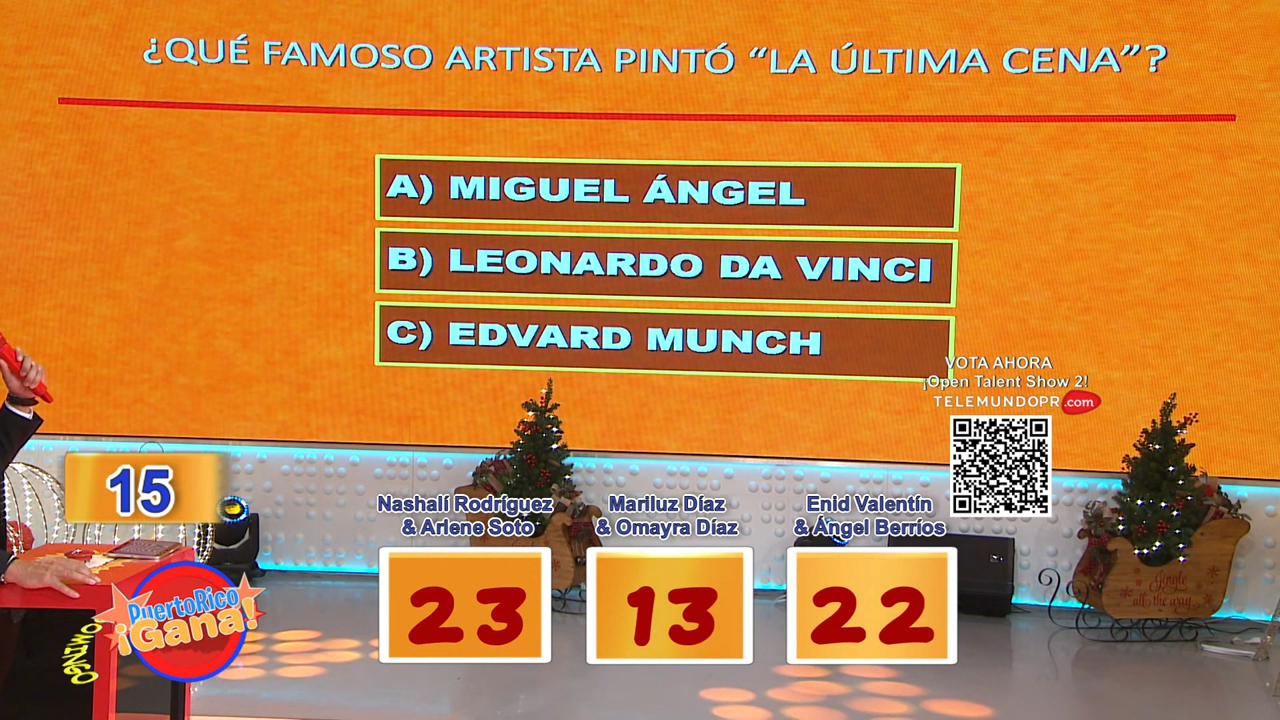 ¿QUÉ FAMOSO ARTISTA PINTÓ “LA ÚLTIMA CENA”?
A) MIGUEL ÁNGEL
B) LEONARDO DA VINCI
C) EDVARD MUNCH
VOTA AHORA
¡Open Talent Show 2!
TELEMUNDOPR.com
15
Nashalí Rodríguez
& Arlene Soto
23
Mariluz Díaz
& Omayra Díaz
13
Enid Valentín
& Ángel Berríos
22
PuertoRico
¡Gana!
Jingle
all the way